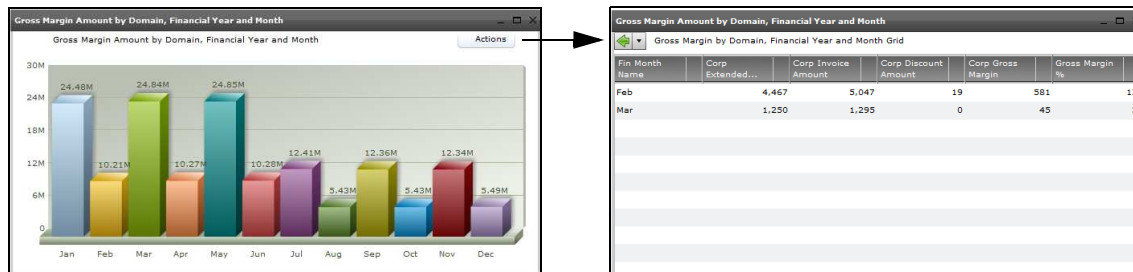 Gross Margin Amount by Domain, Financial Year and Month
Gross Margin Amount by Domain, Financial Year and Month
Actions
30M
24M
18M
12M
6M
0
24.48M
10.21M
24.84M
10.27M
24.85M
10.28M
12.41M
5.43M
12.36M
5.43M
12.34M
5.49M
Jan Feb Mar Apr May Jun Jul Aug Sep Oct Nov Dec
Gross Margin Amount by Domain, Financial Year and Month
Gross Margin by Domain, Financial Year and Month Grid
Fin Month Corp Corp Invoice Corp Discount Corp Gross Gross Margin
Name Extended... Amount Amount Margin %
Feb 4,467 5,047 19 581
Mar 1,250 1,295 0 45